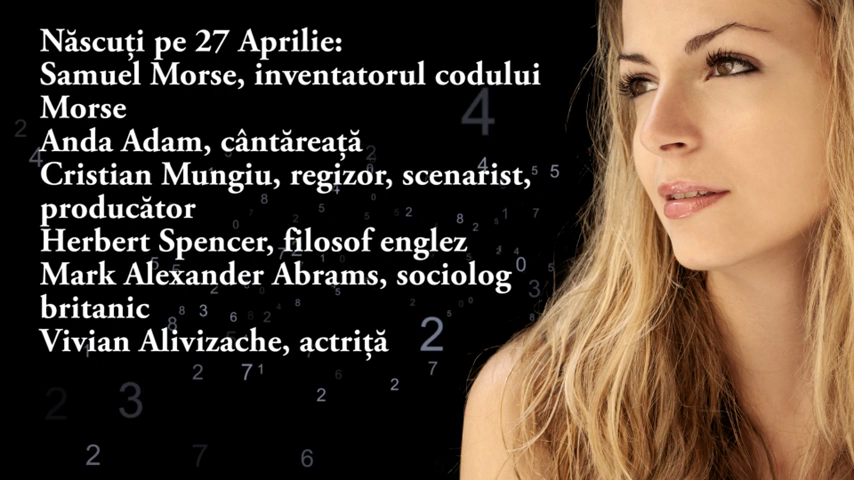 Născuți pe 27 Aprilie:
Samuel Morse, inventatorul codului
Morse
Anda Adam, cântăreață
Cristian Mungiu, regizor, scenarist,
producător
Herbert Spencer, filosof englez
Mark Alexander Abrams, sociolog
britanic
Vivian Alivizache, actriță